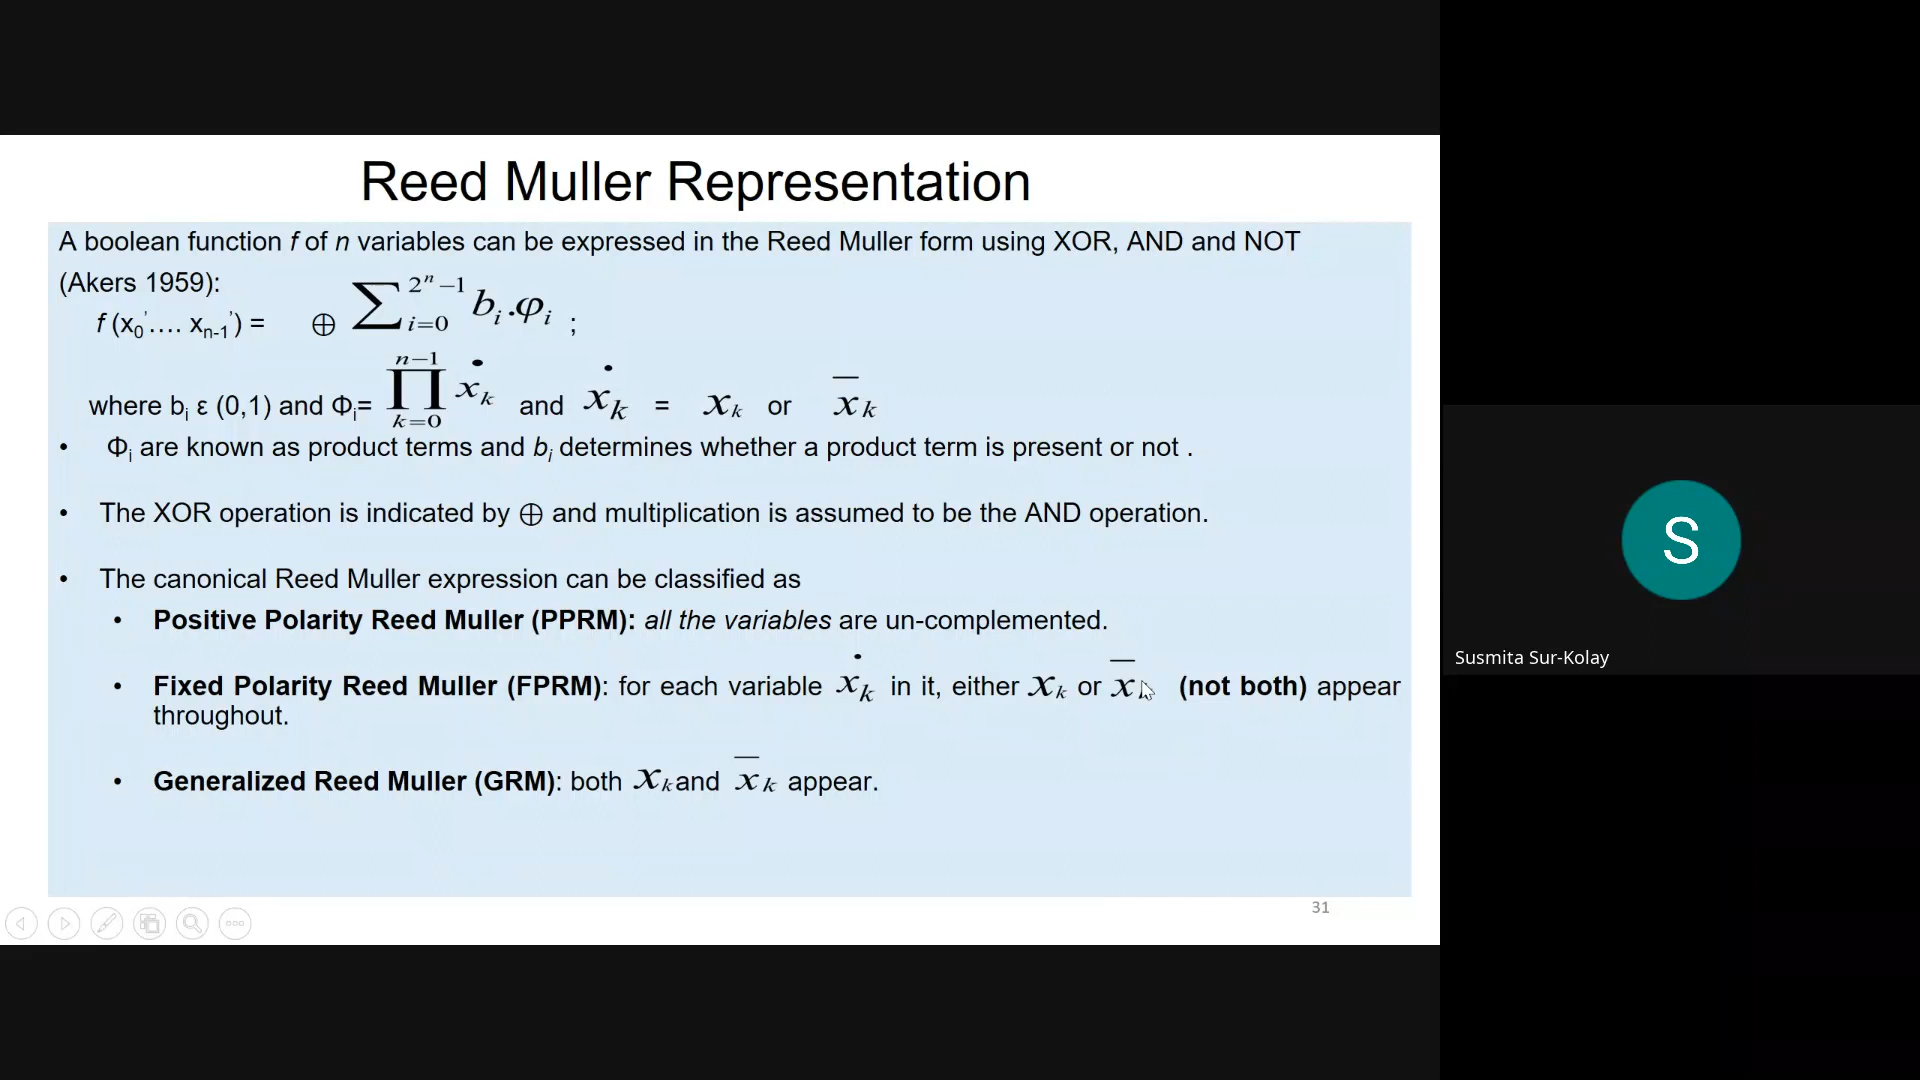 Reed Muller Representation
A boolean function f of n variables can be expressed in the Reed Muller form using XOR, AND and NOT
(Akers 1959):
f (x₀'.... xₙ₋₁') = ⊕ ∑_{i=0}^{2ⁿ−1} bᵢ.φᵢ ;
where bᵢ ε (0,1) and Φᵢ= ∏_{k=0}^{n−1} ẋₖ and ẋₖ = xₖ or x̅ₖ
• Φᵢ are known as product terms and bᵢ determines whether a product term is present or not .
• The XOR operation is indicated by ⊕ and multiplication is assumed to be the AND operation.
• The canonical Reed Muller expression can be classified as
• Positive Polarity Reed Muller (PPRM): all the variables are un-complemented.
• Fixed Polarity Reed Muller (FPRM): for each variable ẋₖ in it, either xₖ or x̅ₖ (not both) appear
throughout.
• Generalized Reed Muller (GRM): both xₖ and x̅ₖ appear.
31
S
Susmita Sur-Kolay